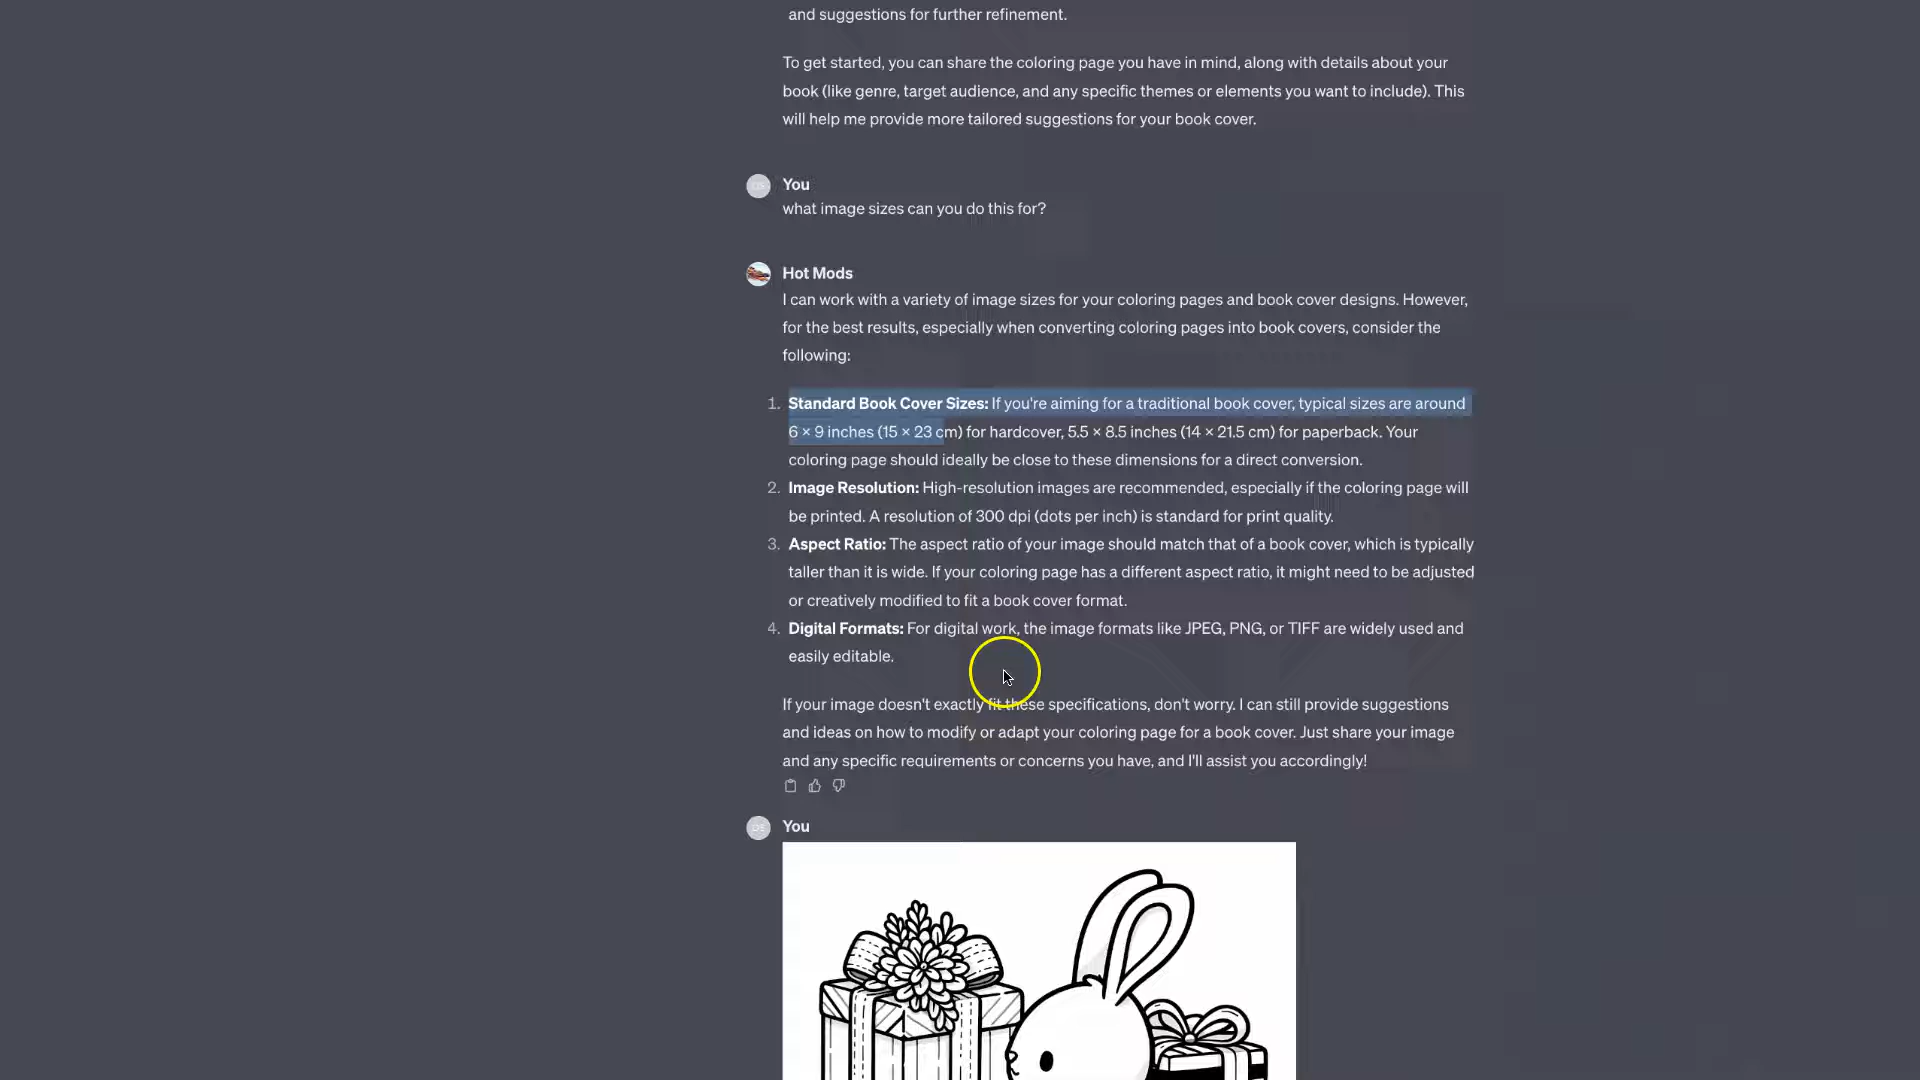 and suggestions for further refinement.
To get started, you can share the coloring page you have in mind, along with details about your
book (like genre, target audience, and any specific themes or elements you want to include). This
will help me provide more tailored suggestions for your book cover.
You
what image sizes can you do this for?
Hot Mods
I can work with a variety of image sizes for your coloring pages and book cover designs. However,
for the best results, especially when converting coloring pages into book covers, consider the
following:
1. Standard Book Cover Sizes: If you're aiming for a traditional book cover, typical sizes are around
6 × 9 inches (15 × 23 cm) for hardcover, 5.5 × 8.5 inches (14 × 21.5 cm) for paperback. Your
coloring page should ideally be close to these dimensions for a direct conversion.
2. Image Resolution: High-resolution images are recommended, especially if the coloring page will
be printed. A resolution of 300 dpi (dots per inch) is standard for print quality.
3. Aspect Ratio: The aspect ratio of your image should match that of a book cover, which is typically
taller than it is wide. If your coloring page has a different aspect ratio, it might need to be adjusted
or creatively modified to fit a book cover format.
4. Digital Formats: For digital work, the image formats like JPEG, PNG, or TIFF are widely used and
easily editable.
If your image doesn't exactly fit these specifications, don't worry. I can still provide suggestions
and ideas on how to modify or adapt your coloring page for a book cover. Just share your image
and any specific requirements or concerns you have, and I'll assist you accordingly!
You